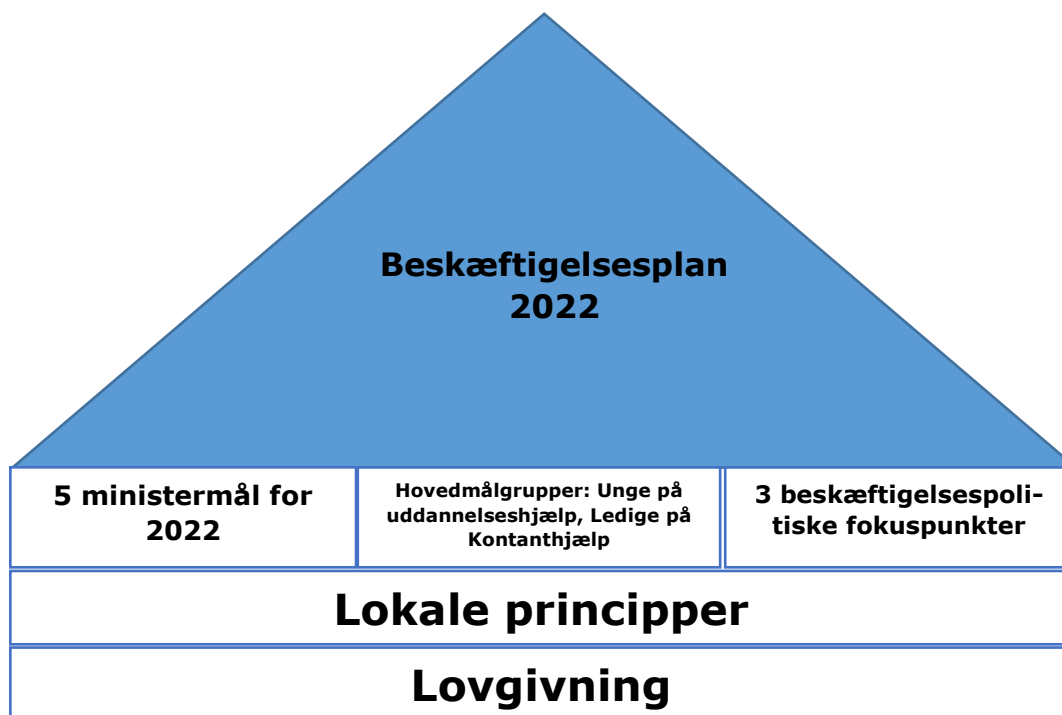 Beskæftigelsesplan
2022
5 ministermål for
2022
Hovedmålgrupper: Unge på
uddannelseshjælp, Ledige på
Kontanthjælp
3 beskæftigelsespoli-
tiske fokuspunkter
Lokale principper
Lovgivning